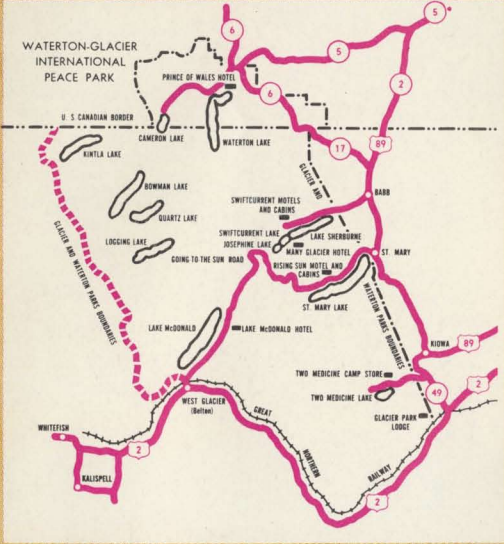 WATERTON-GLACIER
INTERNATIONAL
PEACE PARK
6
5
5
PRINCE OF WALES HOTEL
6
2
U. S CANADIAN BORDER
CAMERON LAKE
WATERTON LAKE
17
89
KINTLA LAKE
BOWMAN LAKE
QUARTZ LAKE
LOGGING LAKE
GLACIER AND
BABB
SWIFTCURRENT MOTELS
AND CABINS
SWIFTCURRENT LAKE
LAKE SHERBURNE
JOSEPHINE LAKE
MANY GLACIER HOTEL
ST. MARY
GOING-TO-THE SUN ROAD
RISING SUN MOTEL AND
CABINS
ST. MARY LAKE
GLACIER AND WATERTON PARKS BOUNDARIES
WATERTON PARKS BOUNDARIES
LAKE McDONALD
LAKE McDONALD HOTEL
KIOWA
89
TWO MEDICINE CAMP STORE
2
TWO MEDICINE LAKE
49
GLACIER PARK
LODGE
WEST GLACIER
(Belton)
GREAT
NORTHERN
RAILWAY
WHITEFISH
2
KALISPELL
2